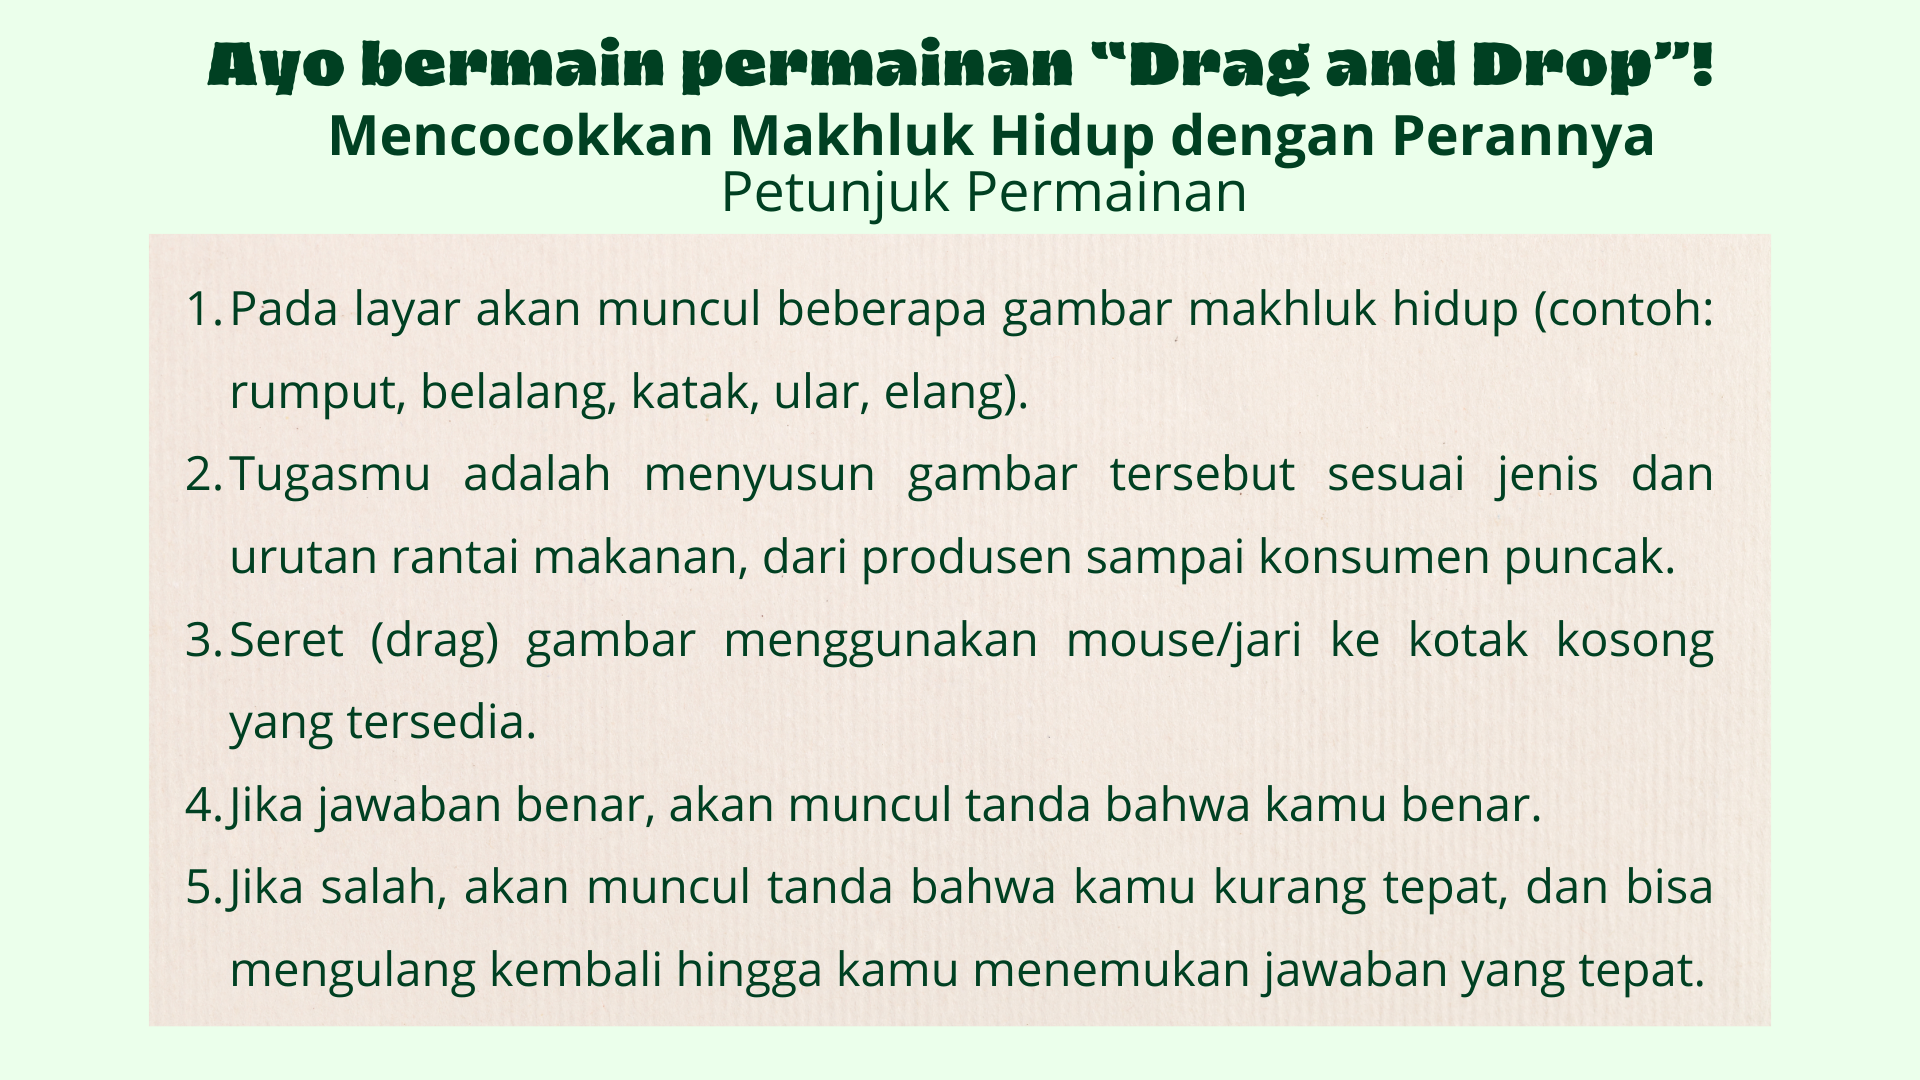 Ayo bermain permainan “Drag and Drop”!
Mencocokkan Makhluk Hidup dengan Perannya
Petunjuk Permainan
1. Pada layar akan muncul beberapa gambar makhluk hidup (contoh:
rumput, belalang, katak, ular, elang).
2. Tugasmu adalah menyusun gambar tersebut sesuai jenis dan
urutan rantai makanan, dari produsen sampai konsumen puncak.
3. Seret (drag) gambar menggunakan mouse/jari ke kotak kosong
yang tersedia.
4. Jika jawaban benar, akan muncul tanda bahwa kamu benar.
5. Jika salah, akan muncul tanda bahwa kamu kurang tepat, dan bisa
mengulang kembali hingga kamu menemukan jawaban yang tepat.